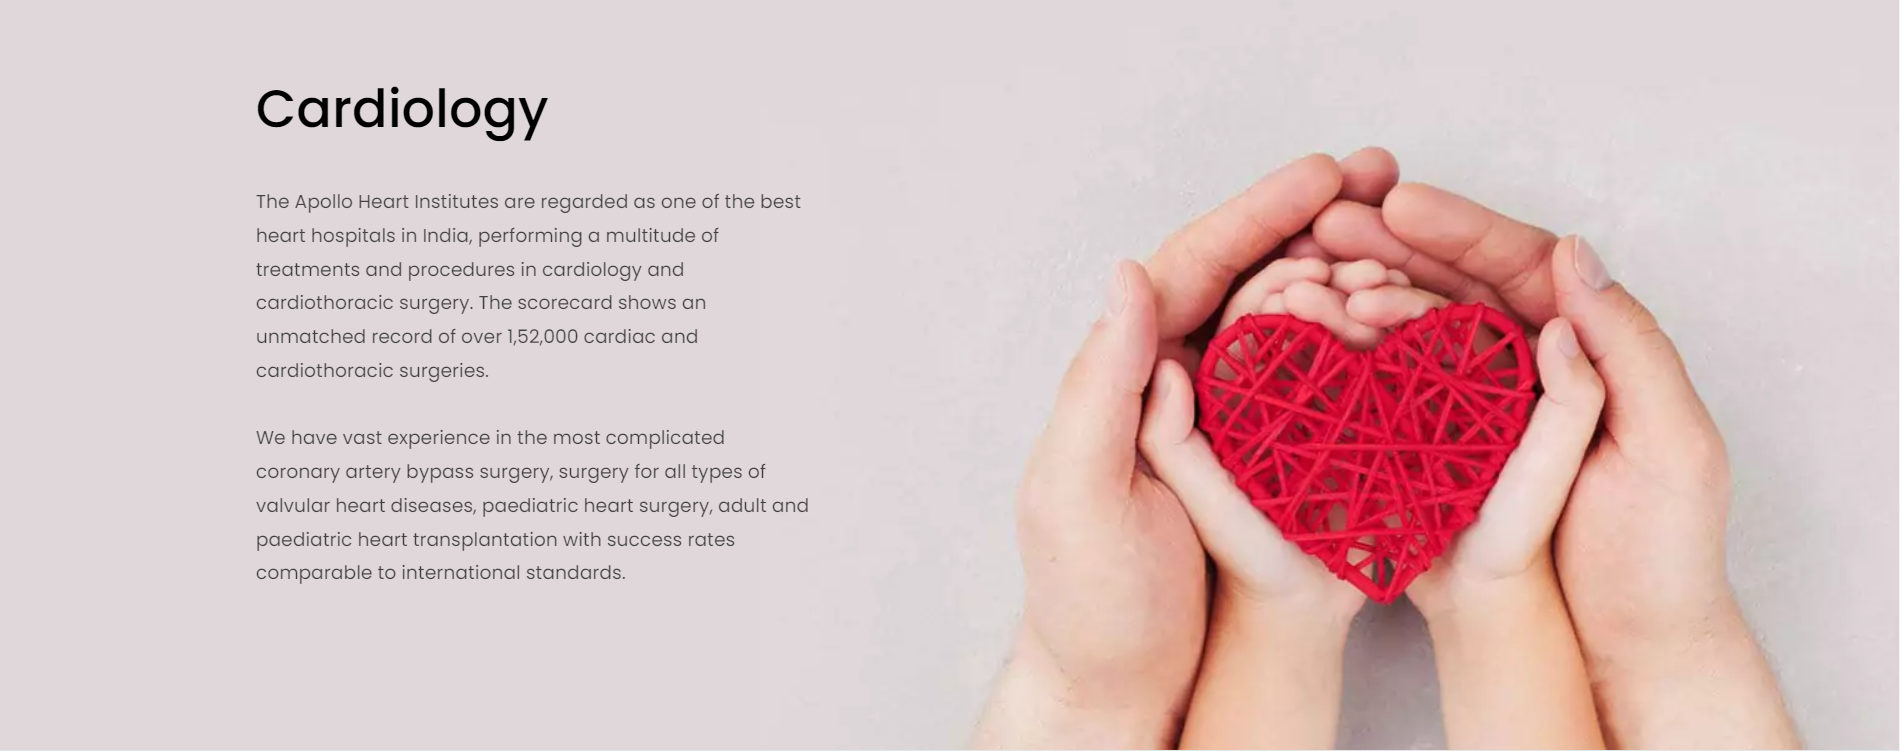 Cardiology
The Apollo Heart Institutes are regarded as one of the best
heart hospitals in India, performing a multitude of
treatments and procedures in cardiology and
cardiothoracic surgery. The scorecard shows an
unmatched record of over 1,52,000 cardiac and
cardiothoracic surgeries.
We have vast experience in the most complicated
coronary artery bypass surgery, surgery for all types of
valvular heart diseases, paediatric heart surgery, adult and
paediatric heart transplantation with success rates
comparable to international standards.